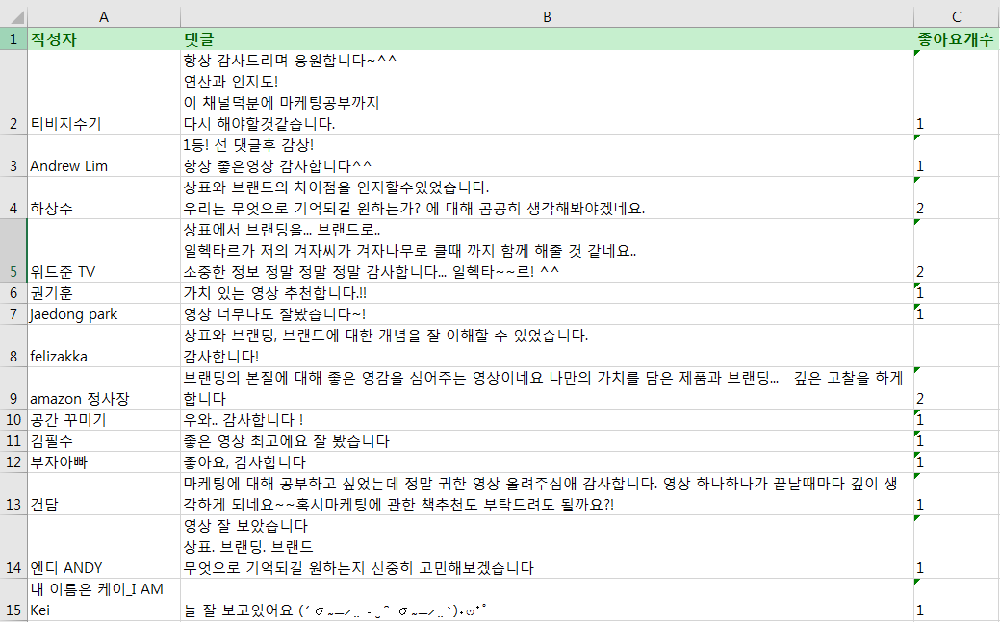 A B C
1 작성자 댓글 좋아요개수
항상 감사드리며 응원합니다~^^
연산과 인지도!
이 채널덕분에 마케팅공부까지
2 티비지수기 다시 해야할것같습니다. 1
1등! 선 댓글후 감상!
3 Andrew Lim 항상 좋은영상 감사합니다^^ 1
상표와 브랜드의 차이점을 인지할수있었습니다.
4 하상수 우리는 무엇으로 기억되길 원하는가? 에 대해 곰공히 생각해봐야겠네요. 2
상표에서 브랜딩을... 브랜드로..
일헥타르가 저의 겨자씨가 겨자나무로 클때 까지 함께 해줄 것 같네요..
5 위드준 TV 소중한 정보 정말 정말 정말 감사합니다... 일헥타~~르! ^^ 2
6 권기훈 가치 있는 영상 추천합니다.!! 1
7 jaedong park 영상 너무나도 잘봤습니다~! 1
상표와 브랜딩, 브랜드에 대한 개념을 잘 이해할 수 있었습니다.
8 felizakka 감사합니다!
브랜딩의 본질에 대해 좋은 영감을 심어주는 영상이네요 나만의 가치를 담은 제품과 브랜딩... 깊은 고찰을 하게
9 amazon 정사장 합니다 2
10 공간 꾸미기 우와.. 감사합니다 ! 1
11 김필수 좋은 영상 최고에요 잘 봤습니다 1
12 부자아빠 좋아요, 감사합니다 1
마케팅에 대해 공부하고 싶었는데 정말 귀한 영상 올려주심애 감사합니다. 영상 하나하나가 끝날때마다 깊이 생
13 건담 각하게 되네요~~혹시마케팅에 관한 책추천도 부탁드려도 될까요?! 1
영상 잘 보았습니다
상표. 브랜딩. 브랜드
14 엔디 ANDY 무엇으로 기억되길 원하는지 신중히 고민해보겠습니다 1
내 이름은 케이_I AM
15 Kei 늘 잘 보고있어요 1